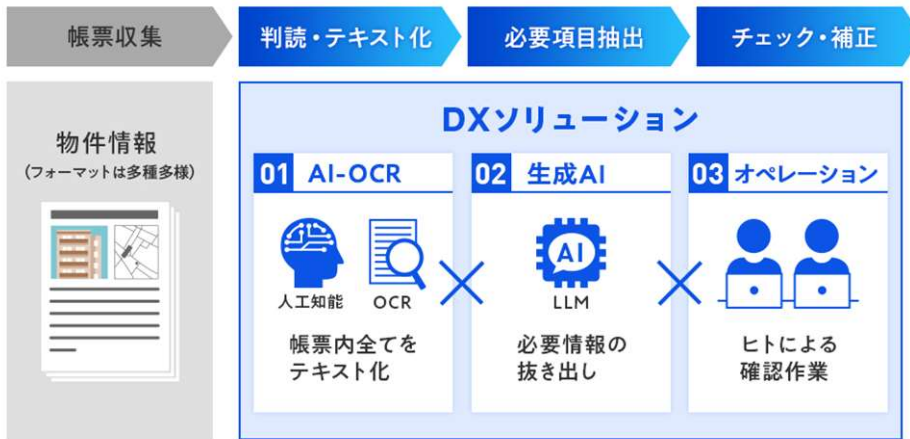 帳票収集
判読・テキスト化
必要項目抽出
チェック・補正
物件情報
(フォーマットは多種多様)
DXソリューション
01 AI-OCR
人工知能
OCR
帳票内全てを
テキスト化
02 生成AI
AI
LLM
必要情報の
抜き出し
03 オペレーション
ヒトによる
確認作業